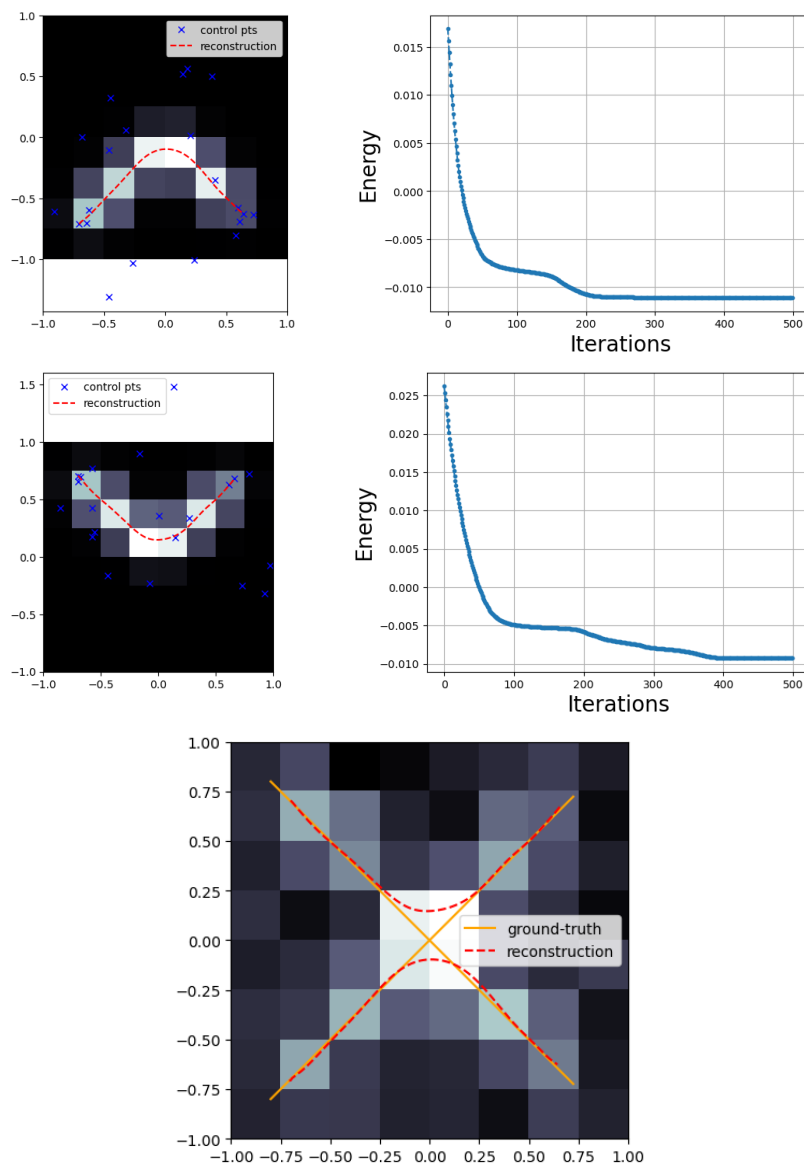 1.0
0.5
0.0
−0.5
−1.0
−1.0 −0.5 0.0 0.5 1.0
control pts
reconstruction
0.015
0.010
0.005
0.000
−0.005
−0.010
Energy
0 100 200 300 400 500
Iterations
1.5
1.0
0.5
0.0
−0.5
−1.0
−1.0 −0.5 0.0 0.5 1.0
control pts
reconstruction
0.025
0.020
0.015
0.010
0.005
0.000
−0.005
−0.010
Energy
0 100 200 300 400 500
Iterations
1.00
0.75
0.50
0.25
0.00
−0.25
−0.50
−0.75
−1.00
ground-truth
reconstruction
−1.00 −0.75 −0.50 −0.25 0.00 0.25 0.50 0.75 1.00